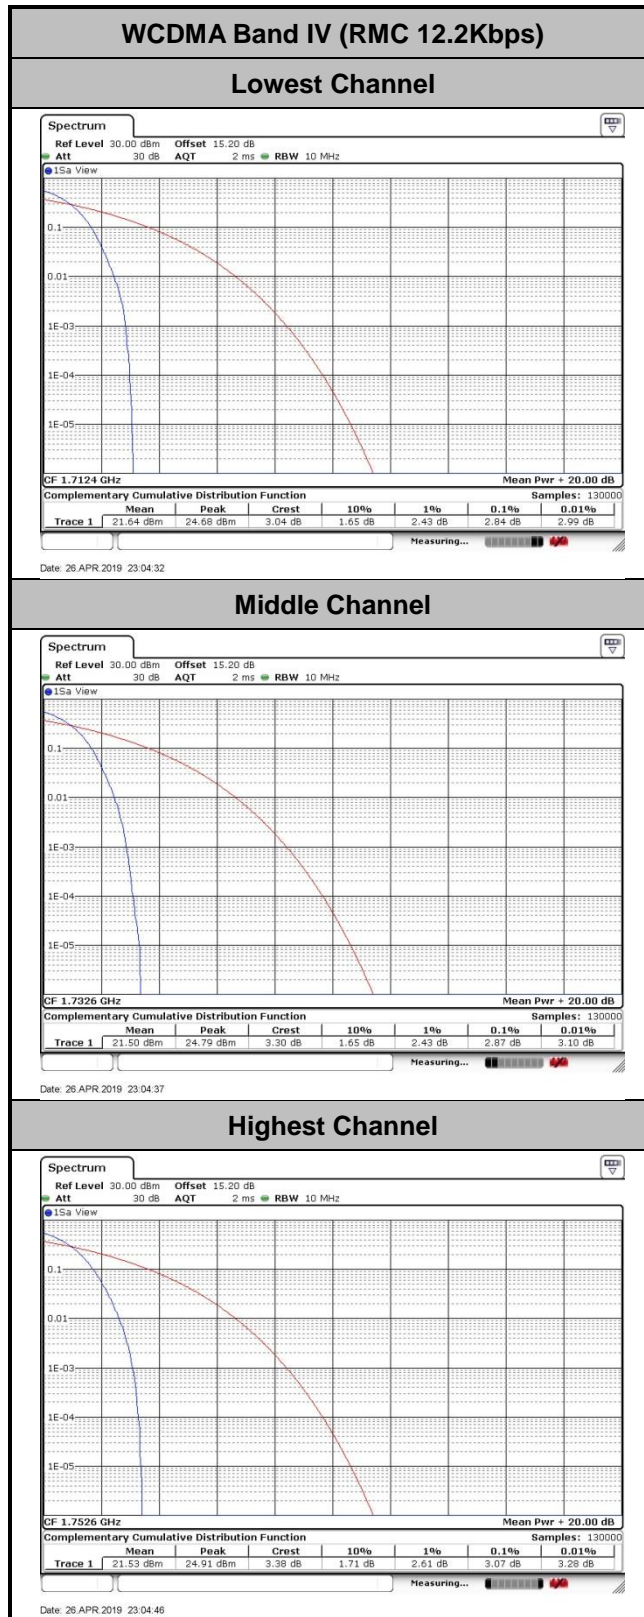 WCDMA Band IV (RMC 12.2Kbps)
Lowest Channel
Spectrum
Ref Level 30.00 dBm Offset 15.20 dB
Att 30 dB AQT 2 ms RBW 10 MHz
1Sa View
0.1
0.01
1E-03
1E-04
1E-05
CF 1.7124 GHz Mean Pwr + 20.00 dB
Complementary Cumulative Distribution Function Samples: 130000
Mean Peak Crest 10% 1% 0.1% 0.01%
Trace 1 21.64 dBm 24.68 dBm 3.04 dB 1.65 dB 2.43 dB 2.84 dB 2.99 dB
Measuring...
Date: 26.APR.2019 23:04:32
Middle Channel
Spectrum
Ref Level 30.00 dBm Offset 15.20 dB
Att 30 dB AQT 2 ms RBW 10 MHz
1Sa View
0.1
0.01
1E-03
1E-04
1E-05
CF 1.7326 GHz Mean Pwr + 20.00 dB
Complementary Cumulative Distribution Function Samples: 130000
Mean Peak Crest 10% 1% 0.1% 0.01%
Trace 1 21.50 dBm 24.79 dBm 3.30 dB 1.65 dB 2.43 dB 2.87 dB 3.10 dB
Measuring...
Date: 26.APR.2019 23:04:37
Highest Channel
Spectrum
Ref Level 30.00 dBm Offset 15.20 dB
Att 30 dB AQT 2 ms RBW 10 MHz
1Sa View
0.1
0.01
1E-03
1E-04
1E-05
CF 1.7526 GHz Mean Pwr + 20.00 dB
Complementary Cumulative Distribution Function Samples: 130000
Mean Peak Crest 10% 1% 0.1% 0.01%
Trace 1 21.53 dBm 24.91 dBm 3.38 dB 1.71 dB 2.61 dB 3.07 dB 3.28 dB
Measuring...
Date: 26.APR.2019 23:04:46